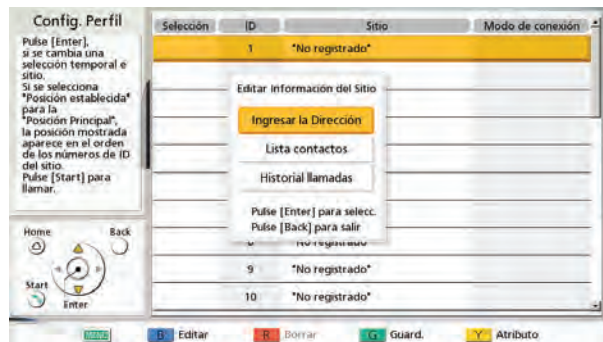 Config. Perfil
Pulse [Enter],
si se cambia una
selección temporal e
sitio.
Si se selecciona
"Posición establecida"
para la
"Posición Principal",
la posición mostrada
aparece en el orden
de los números de ID
del sitio.
Pulse [Start] para
llamar.
Home
Back
Start
Enter
Selección ID Sitio Modo de conexión
1 "No registrado"
Editar Información del Sitio
Ingresar la Dirección
Lista contactos
Historial llamadas
Pulse [Enter] para selecc.
Pulse [Back] para salir
9 "No registrado"
10 "No registrado"
MENU B Editar R Borrar G Guard. Y Atributo